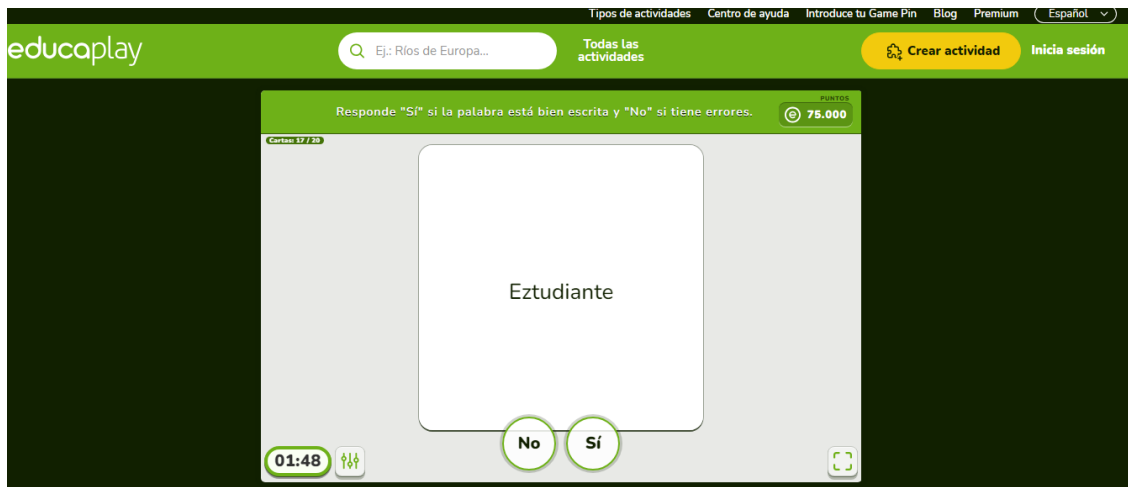 Tipos de actividades Centro de ayuda Introduce tu Game Pin Blog Premium Español
educaplay
Ej.: Ríos de Europa...
Todas las
actividades
Crear actividad
Inicia sesión
Responde "Sí" si la palabra está bien escrita y "No" si tiene errores.
PUNTOS
75.000
Cartas: 17 / 20
Eztudiante
No
Sí
01:48